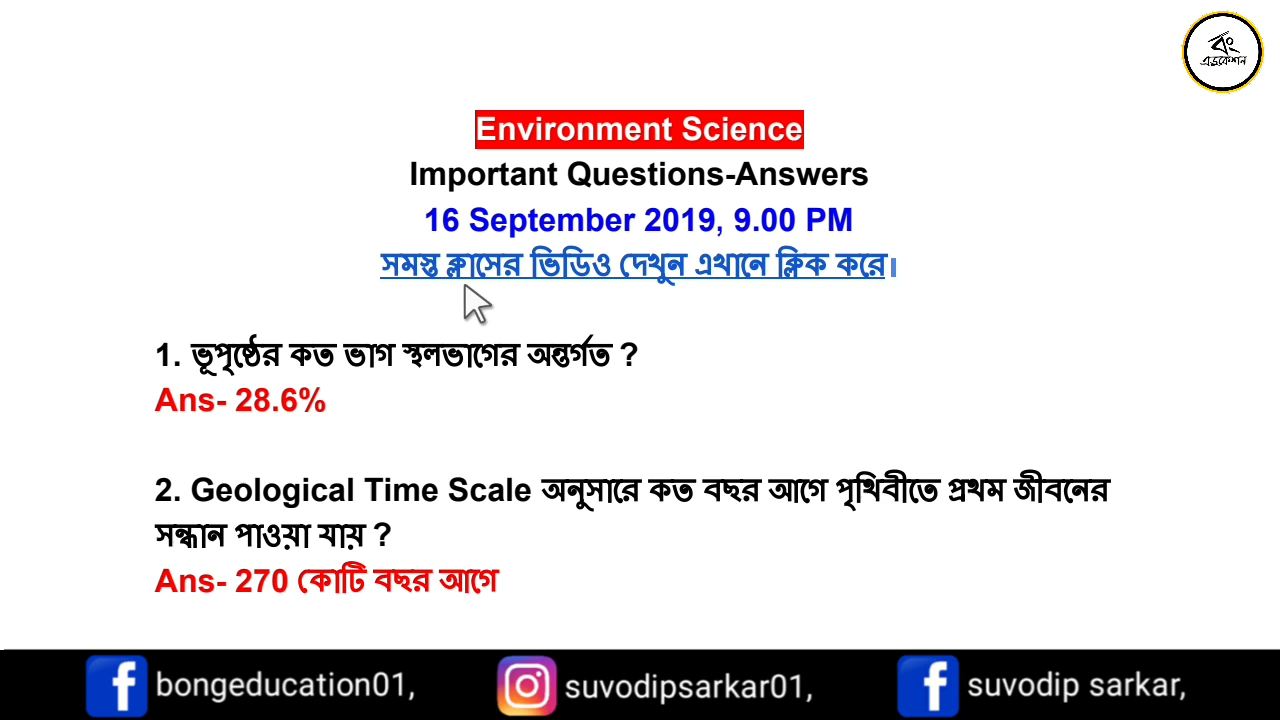 বং
এডুকেশন
Environment Science
Important Questions-Answers
16 September 2019, 9.00 PM
সমস্ত ক্লাসের ভিডিও দেখুন এখানে ক্লিক করে।
1. ভূপৃষ্ঠের কত ভাগ স্থলভাগের অন্তর্গত ?
Ans- 28.6%
2. Geological Time Scale অনুসারে কত বছর আগে পৃথিবীতে প্রথম জীবনের
সন্ধান পাওয়া যায় ?
Ans- 270 কোটি বছর আগে
bongeducation01, suvodipsarkar01, suvodip sarkar,